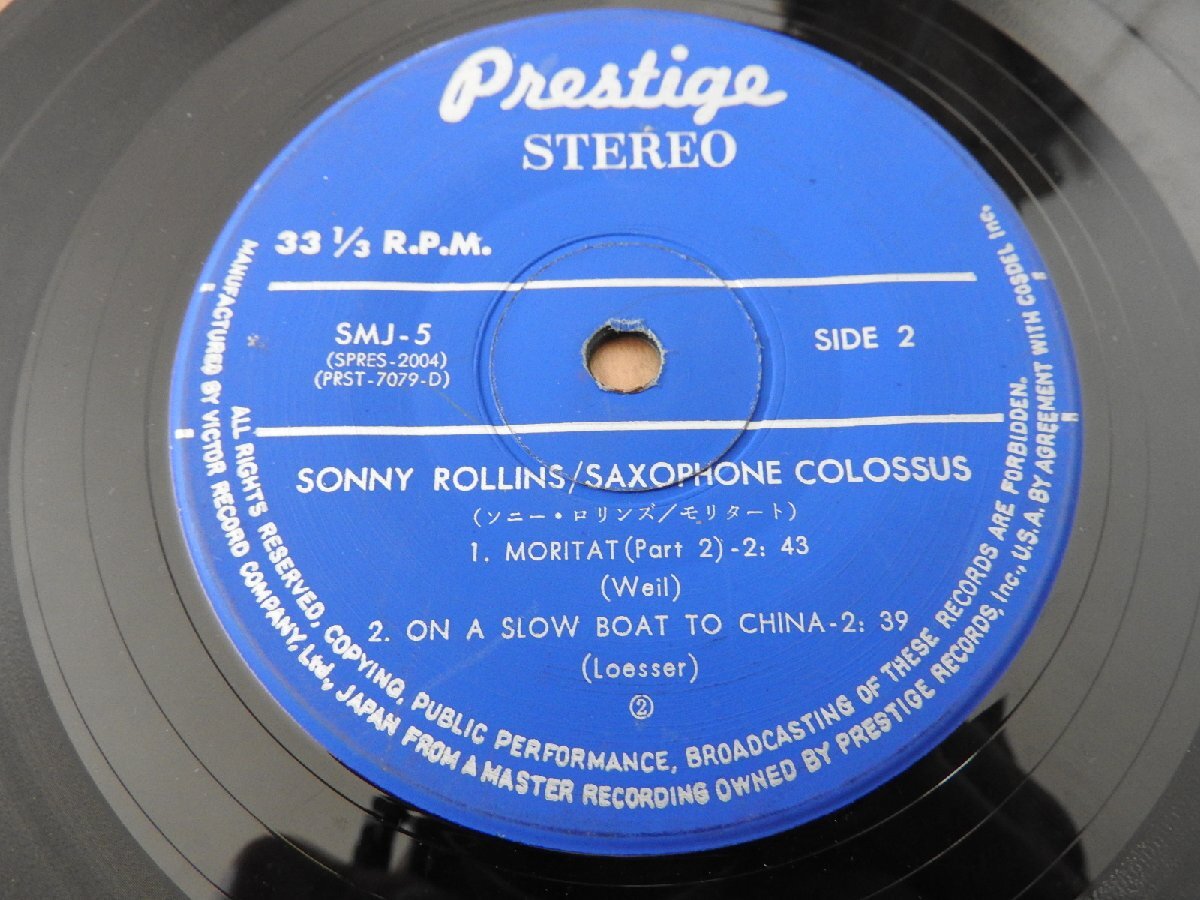 Prestige
STEREO
33 1/3 R.P.M.
SMJ-5
(SPRES-2004)
(PRST-7079-D)
SIDE 2
SONNY ROLLINS/SAXOPHONE COLOSSUS
(ソニー・ロリンズ/モリタート)
1. MORITAT (Part 2) -2: 43
(Weil)
2. ON A SLOW BOAT TO CHINA-2: 39
(Loesser)
②
ALL RIGHTS RESERVED, COPYING, PUBLIC PERFORMANCE, BROADCASTING OF THESE RECORDS ARE FORBIDDEN.
MANUFACTURED BY VICTOR RECORD COMPANY, Ltd., JAPAN FROM A MASTER RECORDING OWNED BY PRESTIGE RECORDS, Inc., U.S.A. BY AGREEMENT WITH COSDEL Inc.